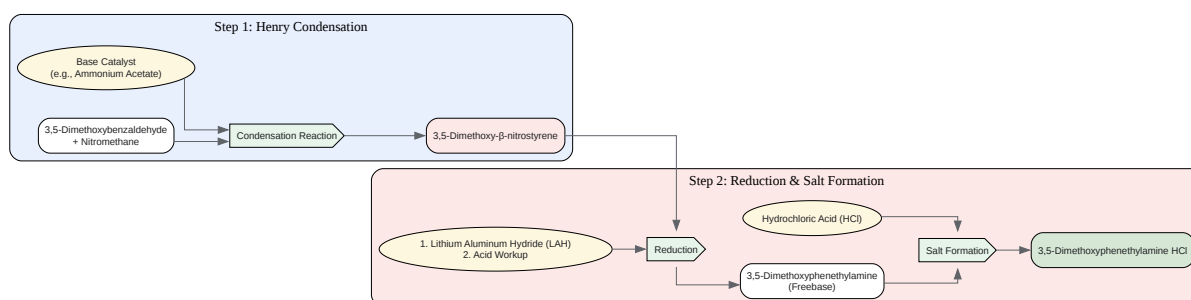 Step 1: Henry Condensation
Base Catalyst
(e.g., Ammonium Acetate)
3,5-Dimethoxybenzaldehyde
+ Nitromethane
Condensation Reaction
3,5-Dimethoxy-β-nitrostyrene
Step 2: Reduction & Salt Formation
Hydrochloric Acid (HCl)
1. Lithium Aluminum Hydride (LAH)
2. Acid Workup
Reduction
Salt Formation
3,5-Dimethoxyphenethylamine HCl
3,5-Dimethoxyphenethylamine
(Freebase)